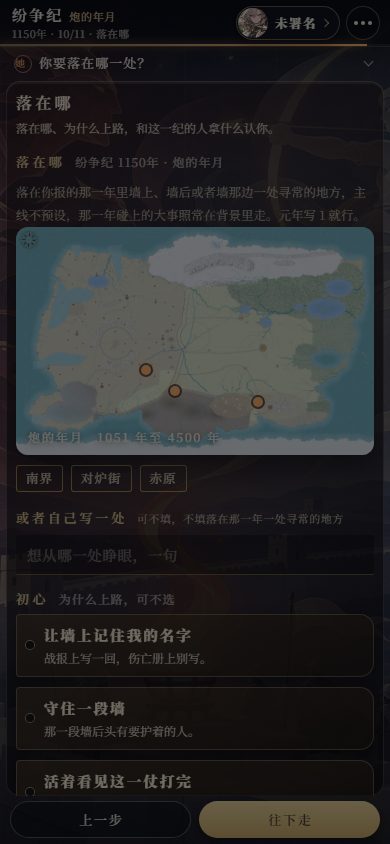 纷争纪 炮的年月
1150年 · 10/11 · 落在哪
未署名
她 你要落在哪一处？
落在哪
落在哪、为什么上路，和这一纪的人拿什么认你。
落在哪 纷争纪 1150年 · 炮的年月
落在你报的那一年里墙上、墙后或者墙那边一处寻常的地方，主
线不预设，那一年碰上的大事照常在背景里走。元年写 1 就行。
炮的年月 1051 年至 4500 年
南界
对炉街
赤原
或者自己写一处 可不填，不填落在那一年一处寻常的地方
想从哪一处睁眼，一句
初心 为什么上路，可不选
让墙上记住我的名字
战报上写一回，伤亡册上别写。
守住一段墙
那一段墙后头有要护着的人。
活着看见这一仗打完
上一步
往下走